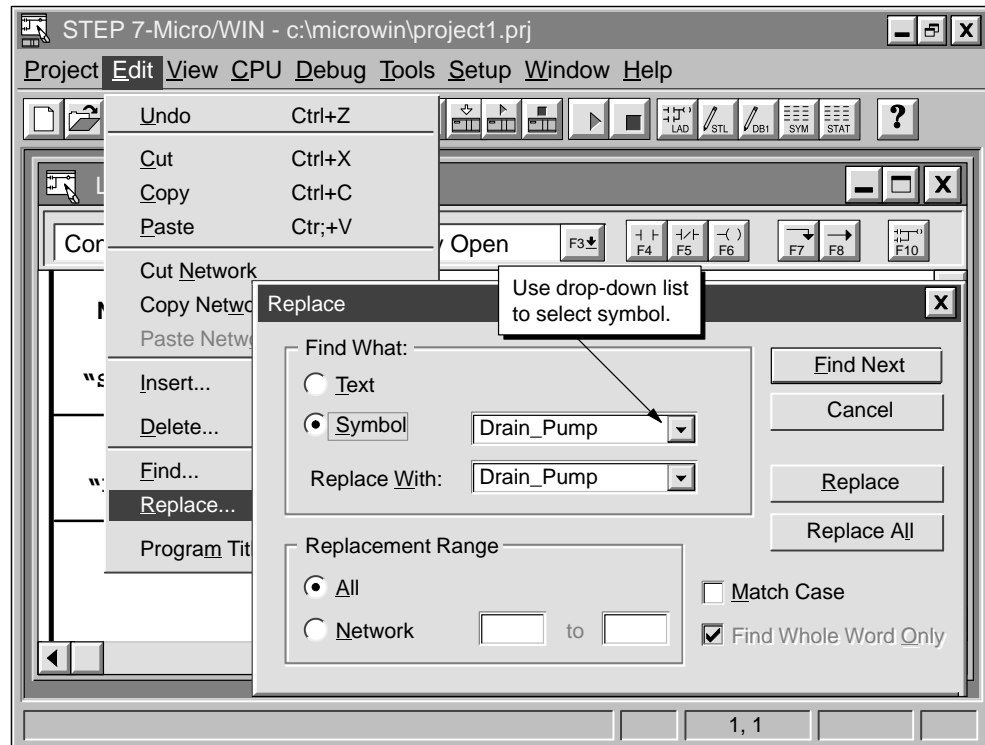 STEP 7-Micro/WIN - c:\microwin\project1.prj
Project Edit View CPU Debug Tools Setup Window Help
LAD STL DB1 SYM STAT ?
Undo Ctrl+Z
Cut Ctrl+X
Copy Ctrl+C
Paste Ctr;+V
Cut Network
Copy Netwo
Paste Netw
Insert...
Delete...
Find...
Replace...
Program Tit
L
Con
Open
F3 F4 F5 F6 F7 F8 F10
"S
Use drop-down list
to select symbol.
Replace
Find What:
Text
Symbol Drain_Pump
Replace With: Drain_Pump
Find Next
Cancel
Replace
Replace All
Replacement Range
All
Network to
Match Case
Find Whole Word Only
1, 1